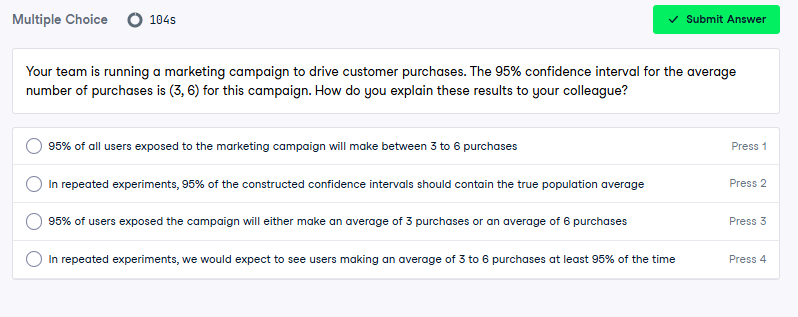 Multiple Choice 104s Submit Answer
Your team is running a marketing campaign to drive customer purchases. The 95% confidence interval for the average
number of purchases is (3, 6) for this campaign. How do you explain these results to your colleague?
95% of all users exposed to the marketing campaign will make between 3 to 6 purchases Press 1
In repeated experiments, 95% of the constructed confidence intervals should contain the true population average Press 2
95% of users exposed the campaign will either make an average of 3 purchases or an average of 6 purchases Press 3
In repeated experiments, we would expect to see users making an average of 3 to 6 purchases at least 95% of the time Press 4